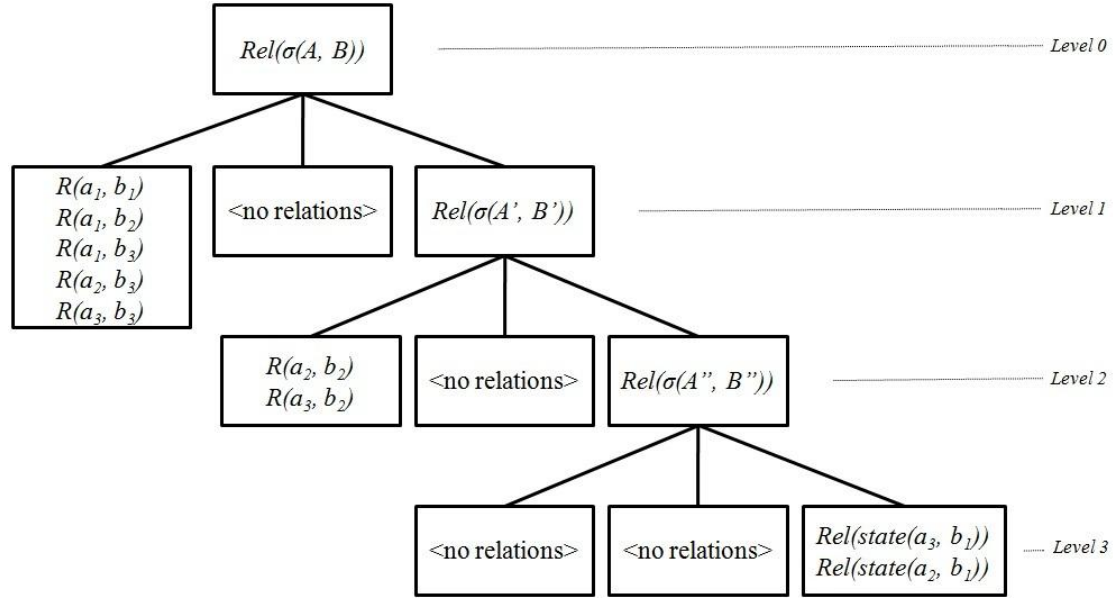 Rel(σ(A, B))
Level 0
R(a₁, b₁)
R(a₁, b₂)
R(a₁, b₃)
R(a₂, b₃)
R(a₃, b₃)
<no relations>
Rel(σ(A’, B’))
Level 1
R(a₂, b₂)
R(a₃, b₂)
<no relations>
Rel(σ(A”, B”))
Level 2
<no relations>
<no relations>
Rel(state(a₃, b₁))
Rel(state(a₂, b₁))
Level 3